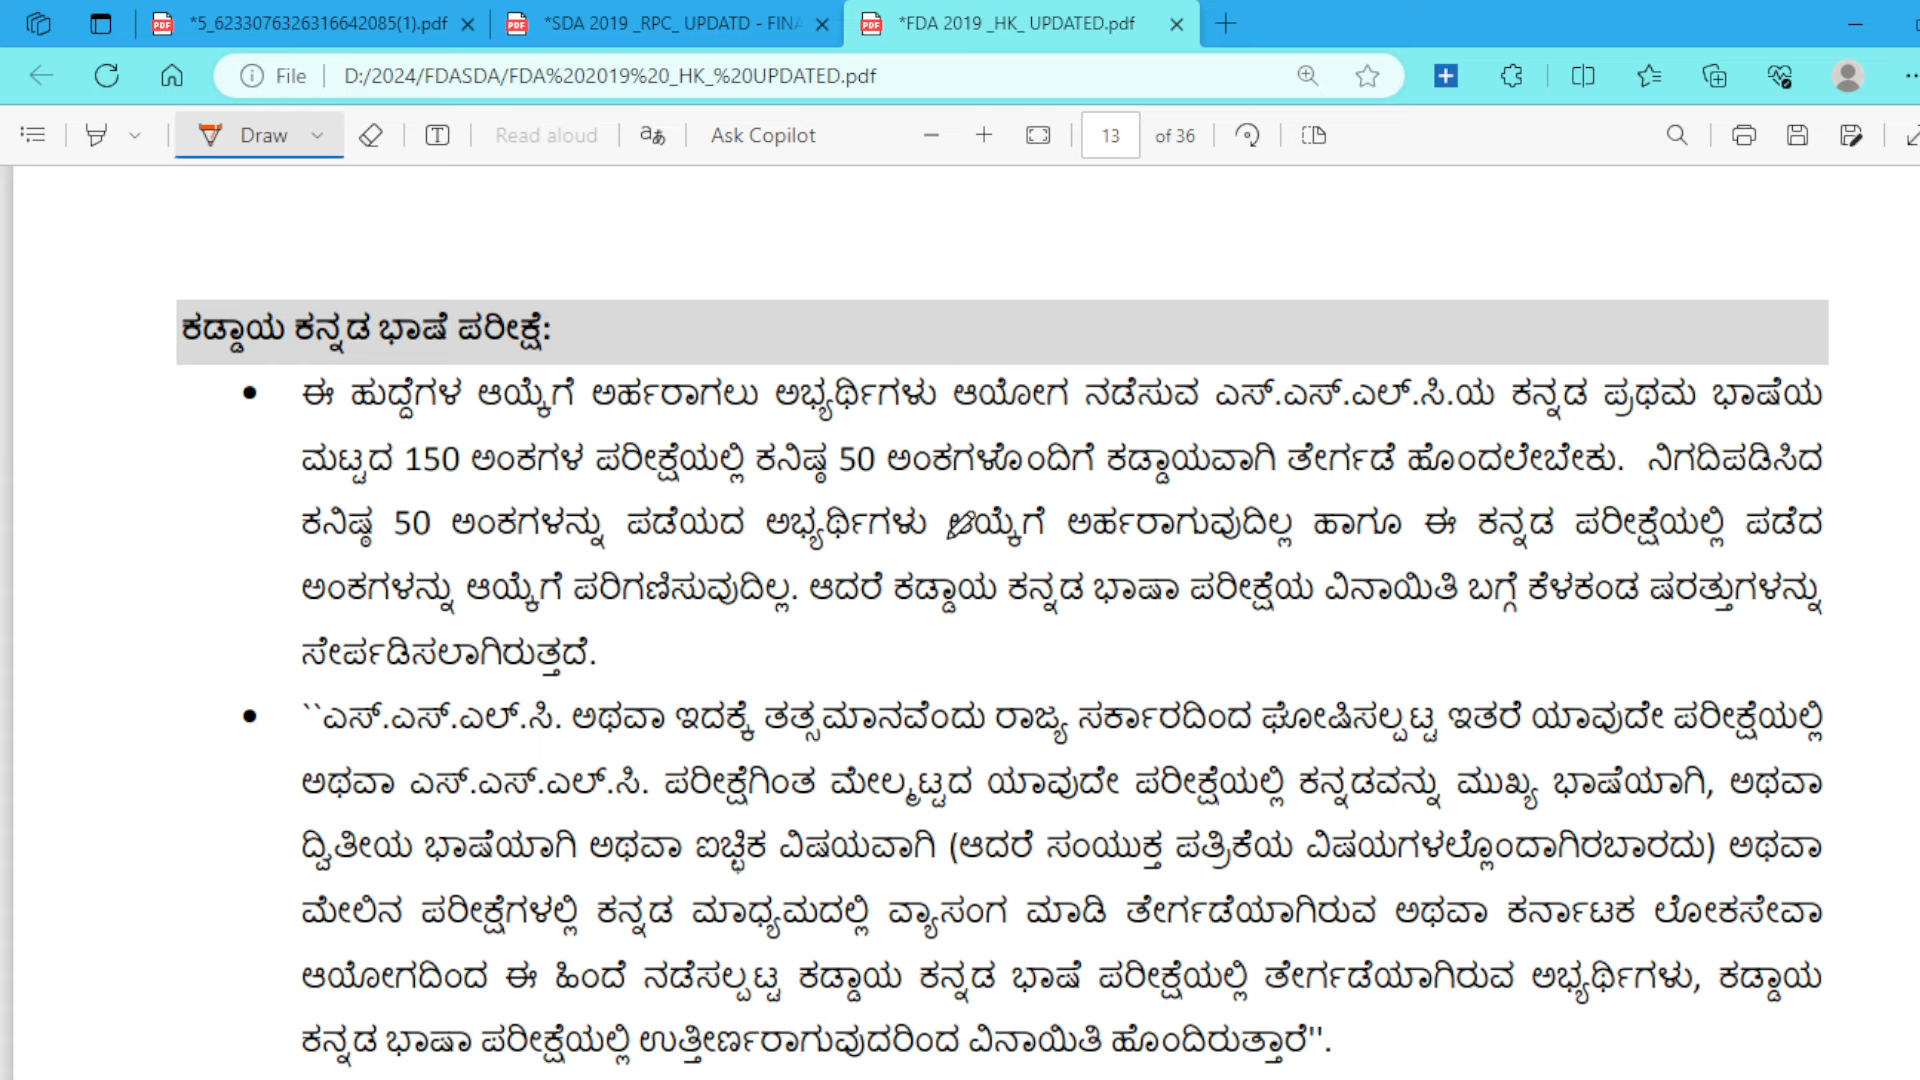 *5_6233076326316642085(1).pdf
*SDA 2019 _RPC_ UPDATD - FINA
*FDA 2019 _HK_ UPDATED.pdf
File
D:/2024/FDASDA/FDA%202019%20_HK_%20UPDATED.pdf
Draw
Read aloud
Ask Copilot
13 of 36
ಕಡ್ಡಾಯ ಕನ್ನಡ ಭಾಷೆ ಪರೀಕ್ಷೆ:
• ಈ ಹುದ್ದೆಗಳ ಆಯ್ಕೆಗೆ ಅರ್ಹರಾಗಲು ಅಭ್ಯರ್ಥಿಗಳು ಆಯೋಗ ನಡೆಸುವ ಎಸ್.ಎಸ್.ಎಲ್.ಸಿ.ಯ ಕನ್ನಡ ಪ್ರಥಮ ಭಾಷೆಯ
ಮಟ್ಟದ 150 ಅಂಕಗಳ ಪರೀಕ್ಷೆಯಲ್ಲಿ ಕನಿಷ್ಠ 50 ಅಂಕಗಳೊಂದಿಗೆ ಕಡ್ಡಾಯವಾಗಿ ತೇರ್ಗಡೆ ಹೊಂದಲೇಬೇಕು. ನಿಗದಿಪಡಿಸಿದ
ಕನಿಷ್ಠ 50 ಅಂಕಗಳನ್ನು ಪಡೆಯದ ಅಭ್ಯರ್ಥಿಗಳು ಆಯ್ಕೆಗೆ ಅರ್ಹರಾಗುವುದಿಲ್ಲ ಹಾಗೂ ಈ ಕನ್ನಡ ಪರೀಕ್ಷೆಯಲ್ಲಿ ಪಡೆದ
ಅಂಕಗಳನ್ನು ಆಯ್ಕೆಗೆ ಪರಿಗಣಿಸುವುದಿಲ್ಲ. ಆದರೆ ಕಡ್ಡಾಯ ಕನ್ನಡ ಭಾಷಾ ಪರೀಕ್ಷೆಯ ವಿನಾಯಿತಿ ಬಗ್ಗೆ ಕೆಳಕಂಡ ಷರತ್ತುಗಳನ್ನು
ಸೇರ್ಪಡಿಸಲಾಗಿರುತ್ತದೆ.
• ``ಎಸ್.ಎಸ್.ಎಲ್.ಸಿ. ಅಥವಾ ಇದಕ್ಕೆ ತತ್ಸಮಾನವೆಂದು ರಾಜ್ಯ ಸರ್ಕಾರದಿಂದ ಘೋಷಿಸಲ್ಪಟ್ಟ ಇತರೆ ಯಾವುದೇ ಪರೀಕ್ಷೆಯಲ್ಲಿ
ಅಥವಾ ಎಸ್.ಎಸ್.ಎಲ್.ಸಿ. ಪರೀಕ್ಷೆಗಿಂತ ಮೇಲ್ಮಟ್ಟದ ಯಾವುದೇ ಪರೀಕ್ಷೆಯಲ್ಲಿ ಕನ್ನಡವನ್ನು ಮುಖ್ಯ ಭಾಷೆಯಾಗಿ, ಅಥವಾ
ದ್ವಿತೀಯ ಭಾಷೆಯಾಗಿ ಅಥವಾ ಐಚ್ಛಿಕ ವಿಷಯವಾಗಿ (ಆದರೆ ಸಂಯುಕ್ತ ಪತ್ರಿಕೆಯ ವಿಷಯಗಳಲ್ಲೊಂದಾಗಿರಬಾರದು) ಅಥವಾ
ಮೇಲಿನ ಪರೀಕ್ಷೆಗಳಲ್ಲಿ ಕನ್ನಡ ಮಾಧ್ಯಮದಲ್ಲಿ ವ್ಯಾಸಂಗ ಮಾಡಿ ತೇರ್ಗಡೆಯಾಗಿರುವ ಅಥವಾ ಕರ್ನಾಟಕ ಲೋಕಸೇವಾ
ಆಯೋಗದಿಂದ ಈ ಹಿಂದೆ ನಡೆಸಲ್ಪಟ್ಟ ಕಡ್ಡಾಯ ಕನ್ನಡ ಭಾಷೆ ಪರೀಕ್ಷೆಯಲ್ಲಿ ತೇರ್ಗಡೆಯಾಗಿರುವ ಅಭ್ಯರ್ಥಿಗಳು, ಕಡ್ಡಾಯ
ಕನ್ನಡ ಭಾಷಾ ಪರೀಕ್ಷೆಯಲ್ಲಿ ಉತ್ತೀರ್ಣರಾಗುವುದರಿಂದ ವಿನಾಯಿತಿ ಹೊಂದಿರುತ್ತಾರೆ''.